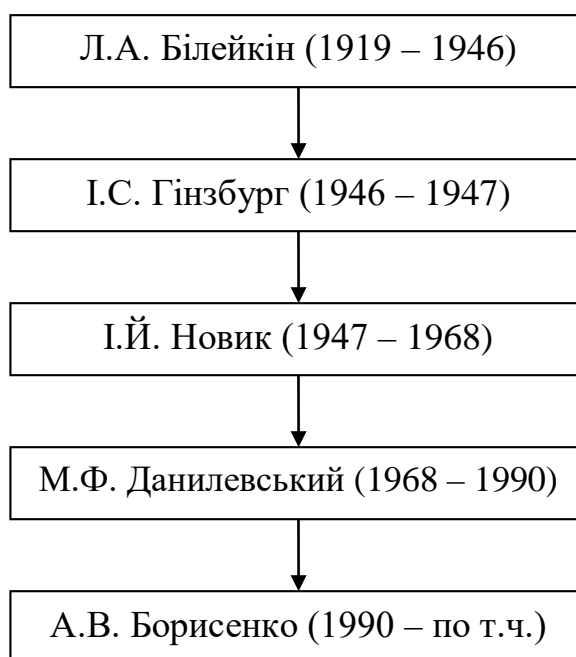 Л.А. Білейкін (1919 – 1946)
І.С. Гінзбург (1946 – 1947)
І.Й. Новик (1947 – 1968)
М.Ф. Данилевський (1968 – 1990)
А.В. Борисенко (1990 – по т.ч.)